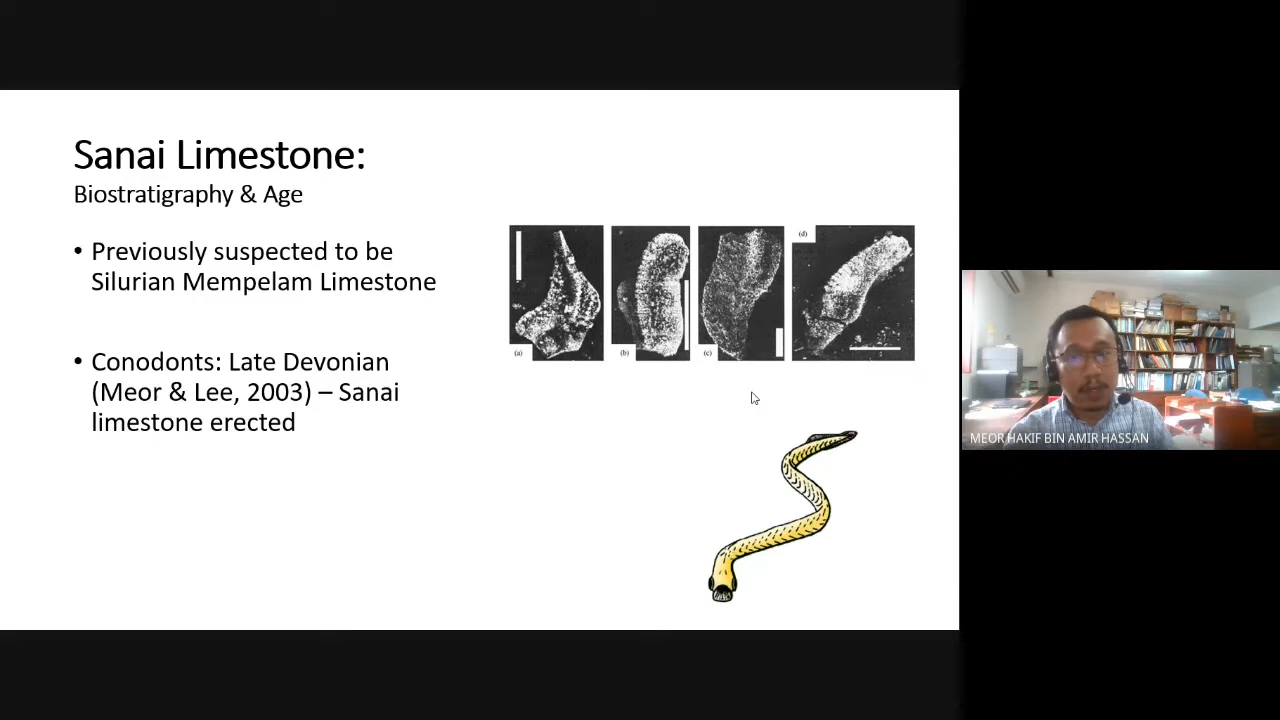 Sanai Limestone:
Biostratigraphy & Age
• Previously suspected to be
Silurian Mempelam Limestone
• Conodonts: Late Devonian
(Meor & Lee, 2003) – Sanai
limestone erected
(a)
(b)
(c)
(d)
MEOR HAKIF BIN AMIR HASSAN